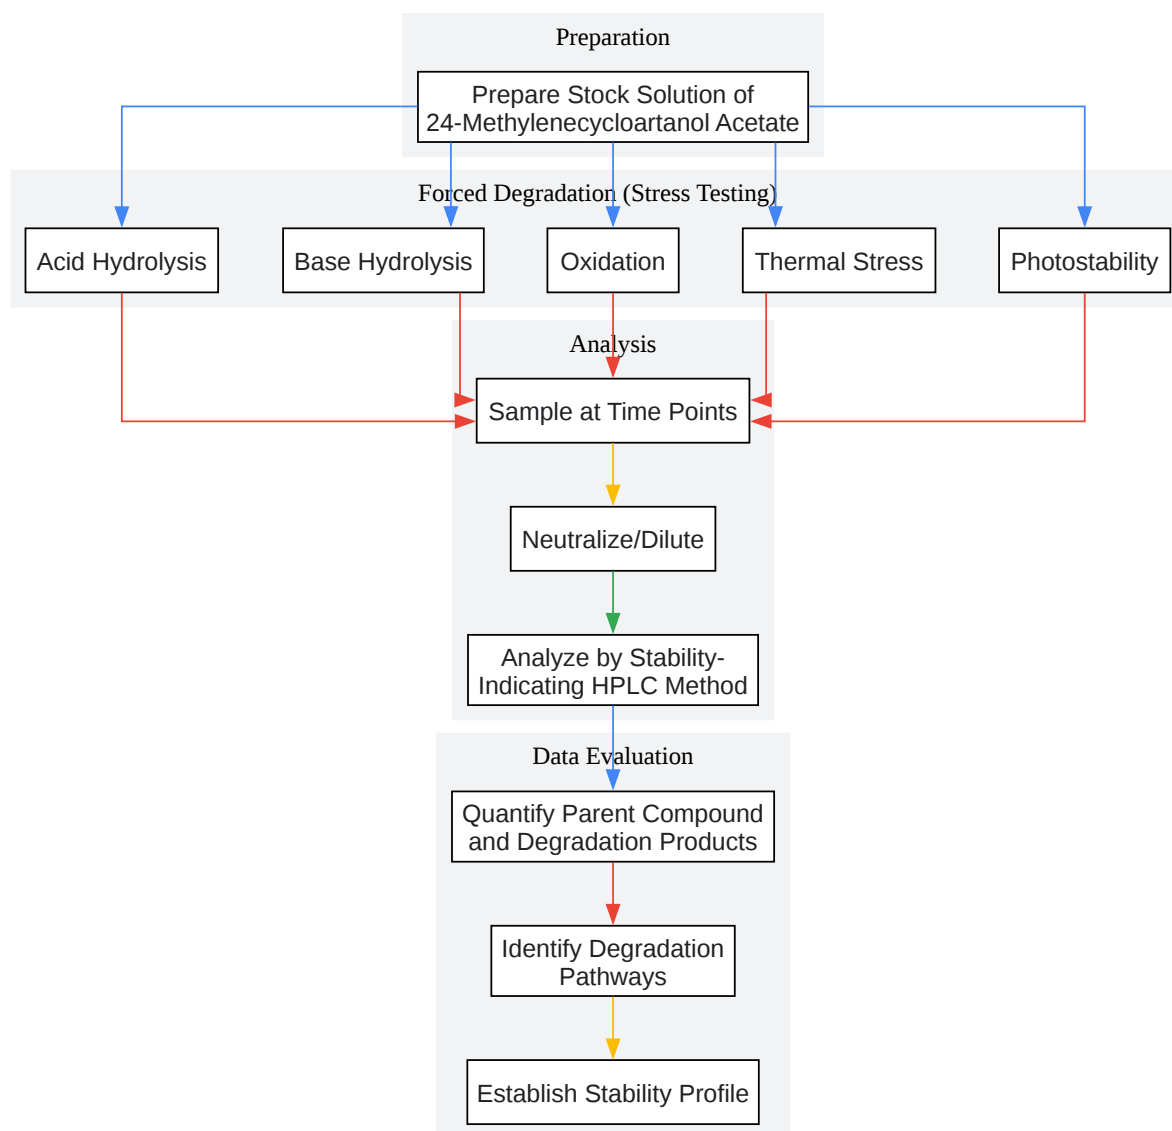 Preparation
Prepare Stock Solution of
24-Methylenecycloartanol Acetate
Forced Degradation (Stress Testing)
Acid Hydrolysis
Base Hydrolysis
Oxidation
Thermal Stress
Photostability
Analysis
Sample at Time Points
Neutralize/Dilute
Analyze by Stability-
Indicating HPLC Method
Data Evaluation
Quantify Parent Compound
and Degradation Products
Identify Degradation
Pathways
Establish Stability Profile